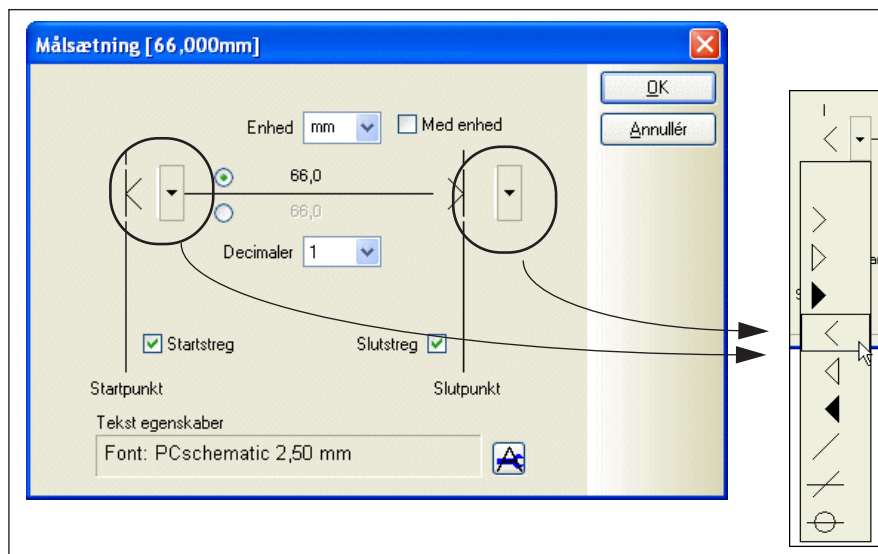 Målsætning [66,000mm]
OK
Enhed mm Med enhed
Annullér
66,0
66,0
Decimaler 1
Startstreg Slutstreg
Startpunkt Slutpunkt
Tekst egenskaber
Font: PCschematic 2,50 mm